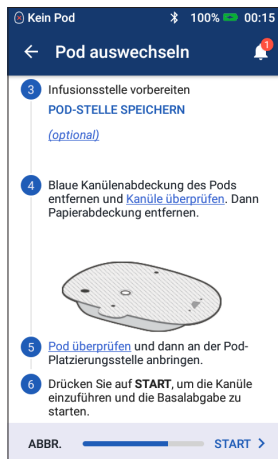 Kein Pod 100% 00:15
Pod auswechseln 1
3 Infusionsstelle vorbereiten
POD-STELLE SPEICHERN
(optional)
4 Blaue Kanülenabdeckung des Pods
entfernen und Kanüle überprüfen. Dann
Papierabdeckung entfernen.
5 Pod überprüfen und dann an der Pod-
Platzierungsstelle anbringen.
6 Drücken Sie auf START, um die Kanüle
einzuführen und die Basalabgabe zu
starten.
ABBR. START